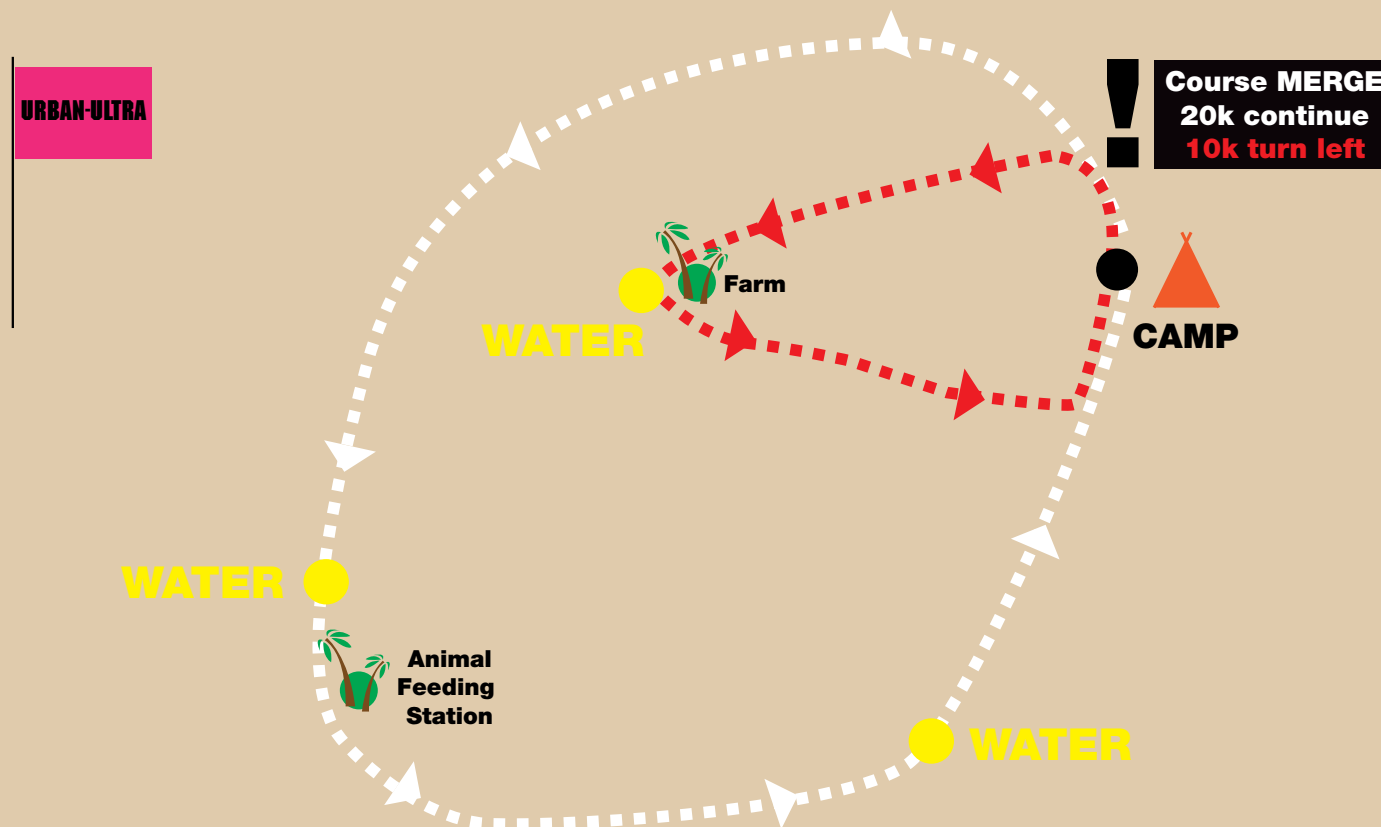 URBAN-ULTRA
!
Course MERGE
20k continue
10k turn left
Farm
WATER
CAMP
WATER
Animal
Feeding
Station
WATER